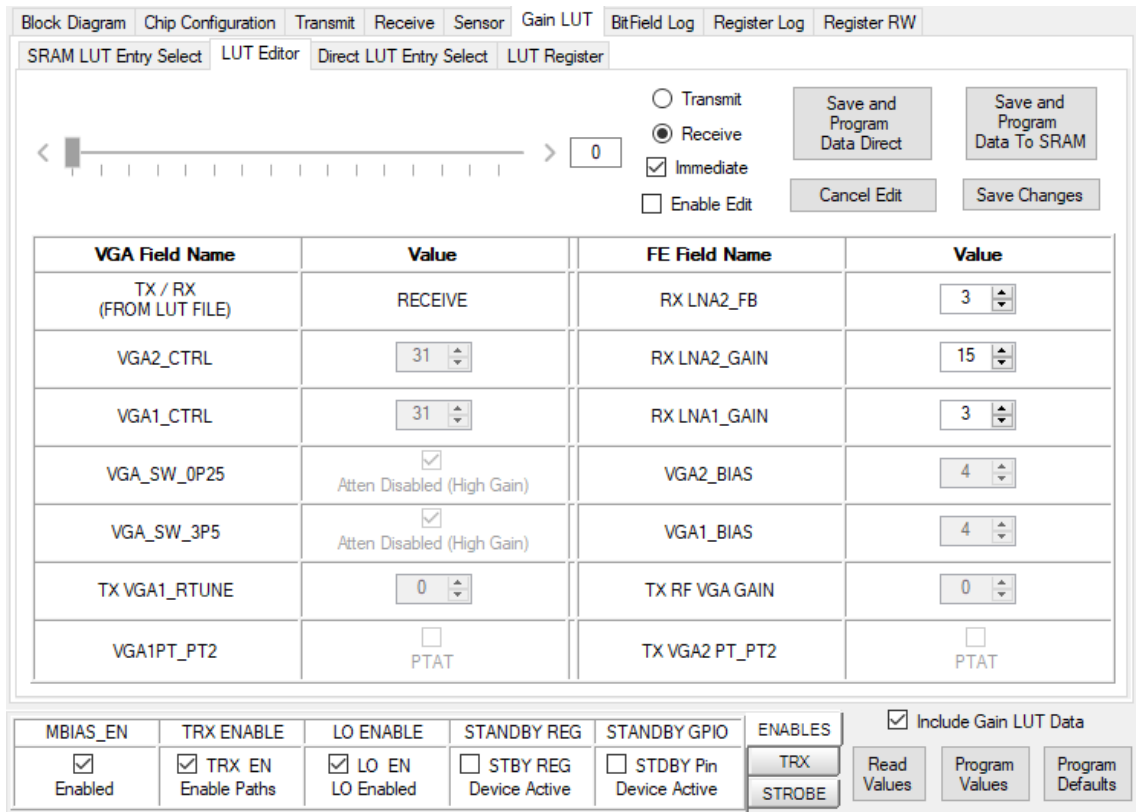 Block Diagram Chip Configuration Transmit Receive Sensor Gain LUT BitField Log Register Log Register RW
SRAM LUT Entry Select LUT Editor Direct LUT Entry Select LUT Register
0
Transmit
Receive
Immediate
Enable Edit
Save and
Program
Data Direct
Save and
Program
Data To SRAM
Cancel Edit
Save Changes
VGA Field Name Value FE Field Name Value
TX / RX
(FROM LUT FILE)
RECEIVE
RX LNA2_FB 3
VGA2_CTRL 31 RX LNA2_GAIN 15
VGA1_CTRL 31 RX LNA1_GAIN 3
VGA_SW_0P25
Atten Disabled (High Gain)
VGA2_BIAS 4
VGA_SW_3P5
Atten Disabled (High Gain)
VGA1_BIAS 4
TX VGA1_RTUNE 0 TX RF VGA GAIN 0
VGA1PT_PT2
PTAT
TX VGA2 PT_PT2
PTAT
MBIAS_EN TRX ENABLE LO ENABLE STANDBY REG STANDBY GPIO
TRX EN LO EN STBY REG STDBY Pin
Enabled Enable Paths LO Enabled Device Active Device Active
ENABLES
TRX
STROBE
Include Gain LUT Data
Read
Values
Program
Values
Program
Defaults